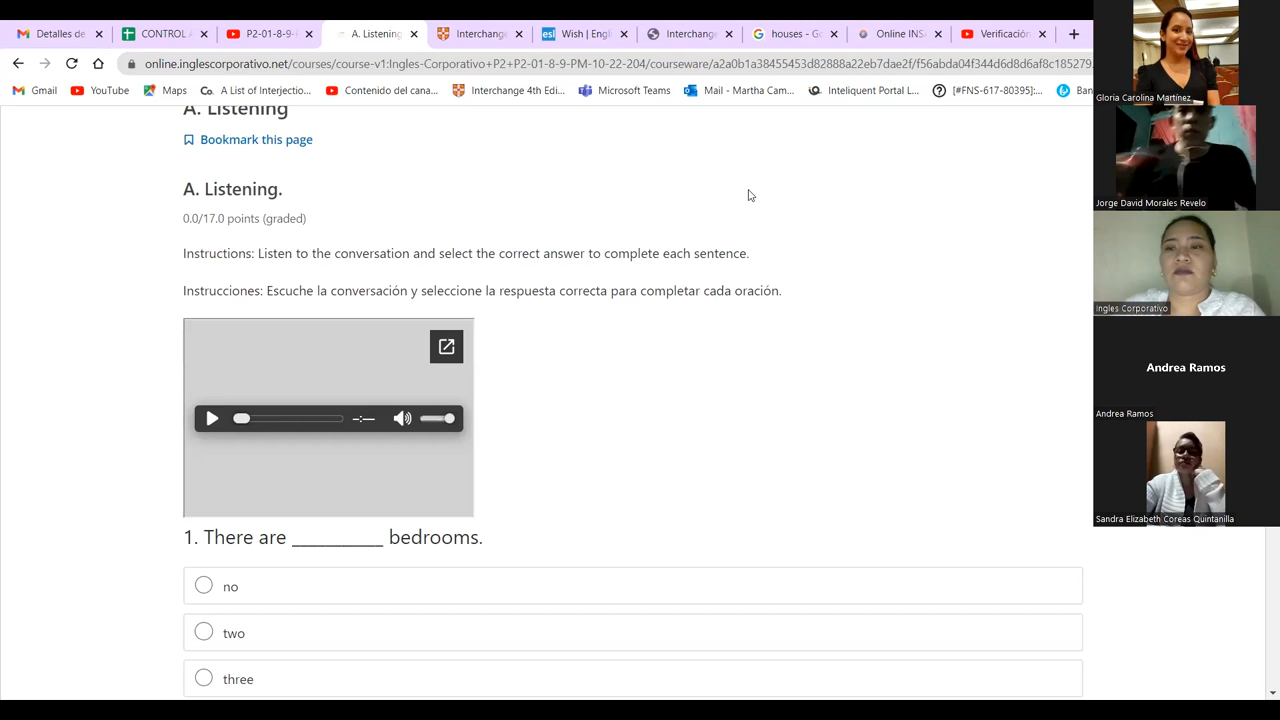 Detalles de
CONTROL A
P2-01-8-9-
A. Listening
Interchang
Wish | Engl
Interchang
houses - Go
Online INSA
Verificación
online.inglescorporativo.net/courses/course-v1:Ingles-Corporativo+P2+P2-01-8-9-PM-10-22-204/courseware/a2a0b1a38455453d82888a22eb7dae2f/f56abda04f344d6d8d6af8c185279
Gmail
YouTube
Maps
A List of Interjectio...
Contenido del cana...
Interchange 4th Edi...
Microsoft Teams
Mail - Martha Cam...
Inteliquent Portal L...
[#FNS-617-80395]:...
Ban
A. Listening
Bookmark this page
A. Listening.
0.0/17.0 points (graded)
Instructions: Listen to the conversation and select the correct answer to complete each sentence.
Instrucciones: Escuche la conversación y seleccione la respuesta correcta para completar cada oración.
-:--
1. There are __________ bedrooms.
no
two
three
Gloria Carolina Martínez
Jorge David Morales Revelo
Ingles Corporativo
Andrea Ramos
Andrea Ramos
Sandra Elizabeth Coreas Quintanilla